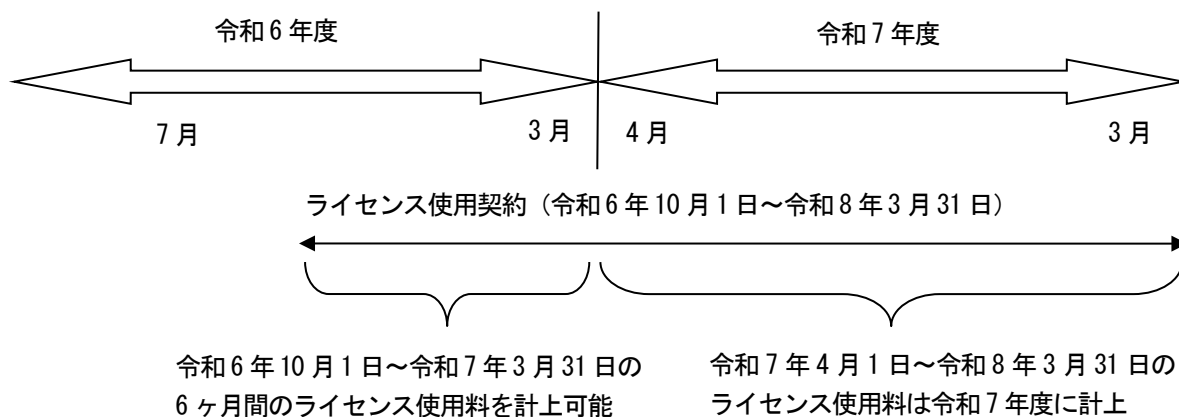 令和6年度
令和7年度
7月
3月
4月
3月
ライセンス使用契約（令和6年10月1日～令和8年3月31日）
令和6年10月1日～令和7年3月31日の
6ヶ月間のライセンス使用料を計上可能
令和7年4月1日～令和8年3月31日の
ライセンス使用料は令和7年度に計上